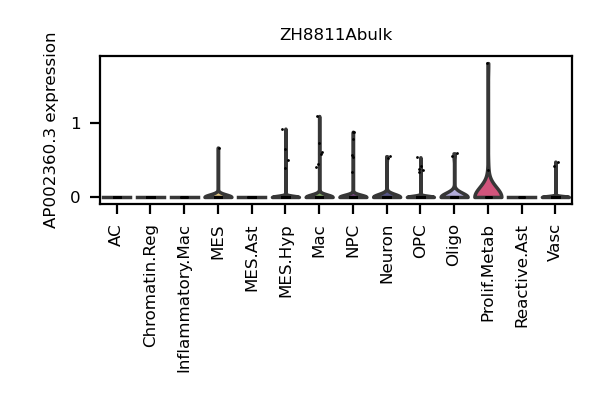 ZH8811Abulk
AP002360.3 expression
1
0
AC
Chromatin.Reg
Inflammatory.Mac
MES
MES.Ast
MES.Hyp
Mac
NPC
Neuron
OPC
Oligo
Prolif.Metab
Reactive.Ast
Vasc